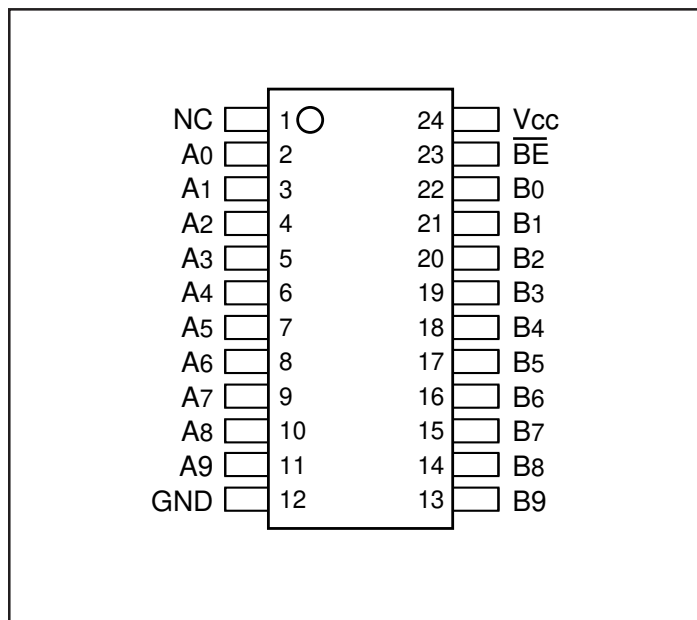 NC 1 24 Vcc
A0 2 23 B̅E̅
A1 3 22 B0
A2 4 21 B1
A3 5 20 B2
A4 6 19 B3
A5 7 18 B4
A6 8 17 B5
A7 9 16 B6
A8 10 15 B7
A9 11 14 B8
GND 12 13 B9